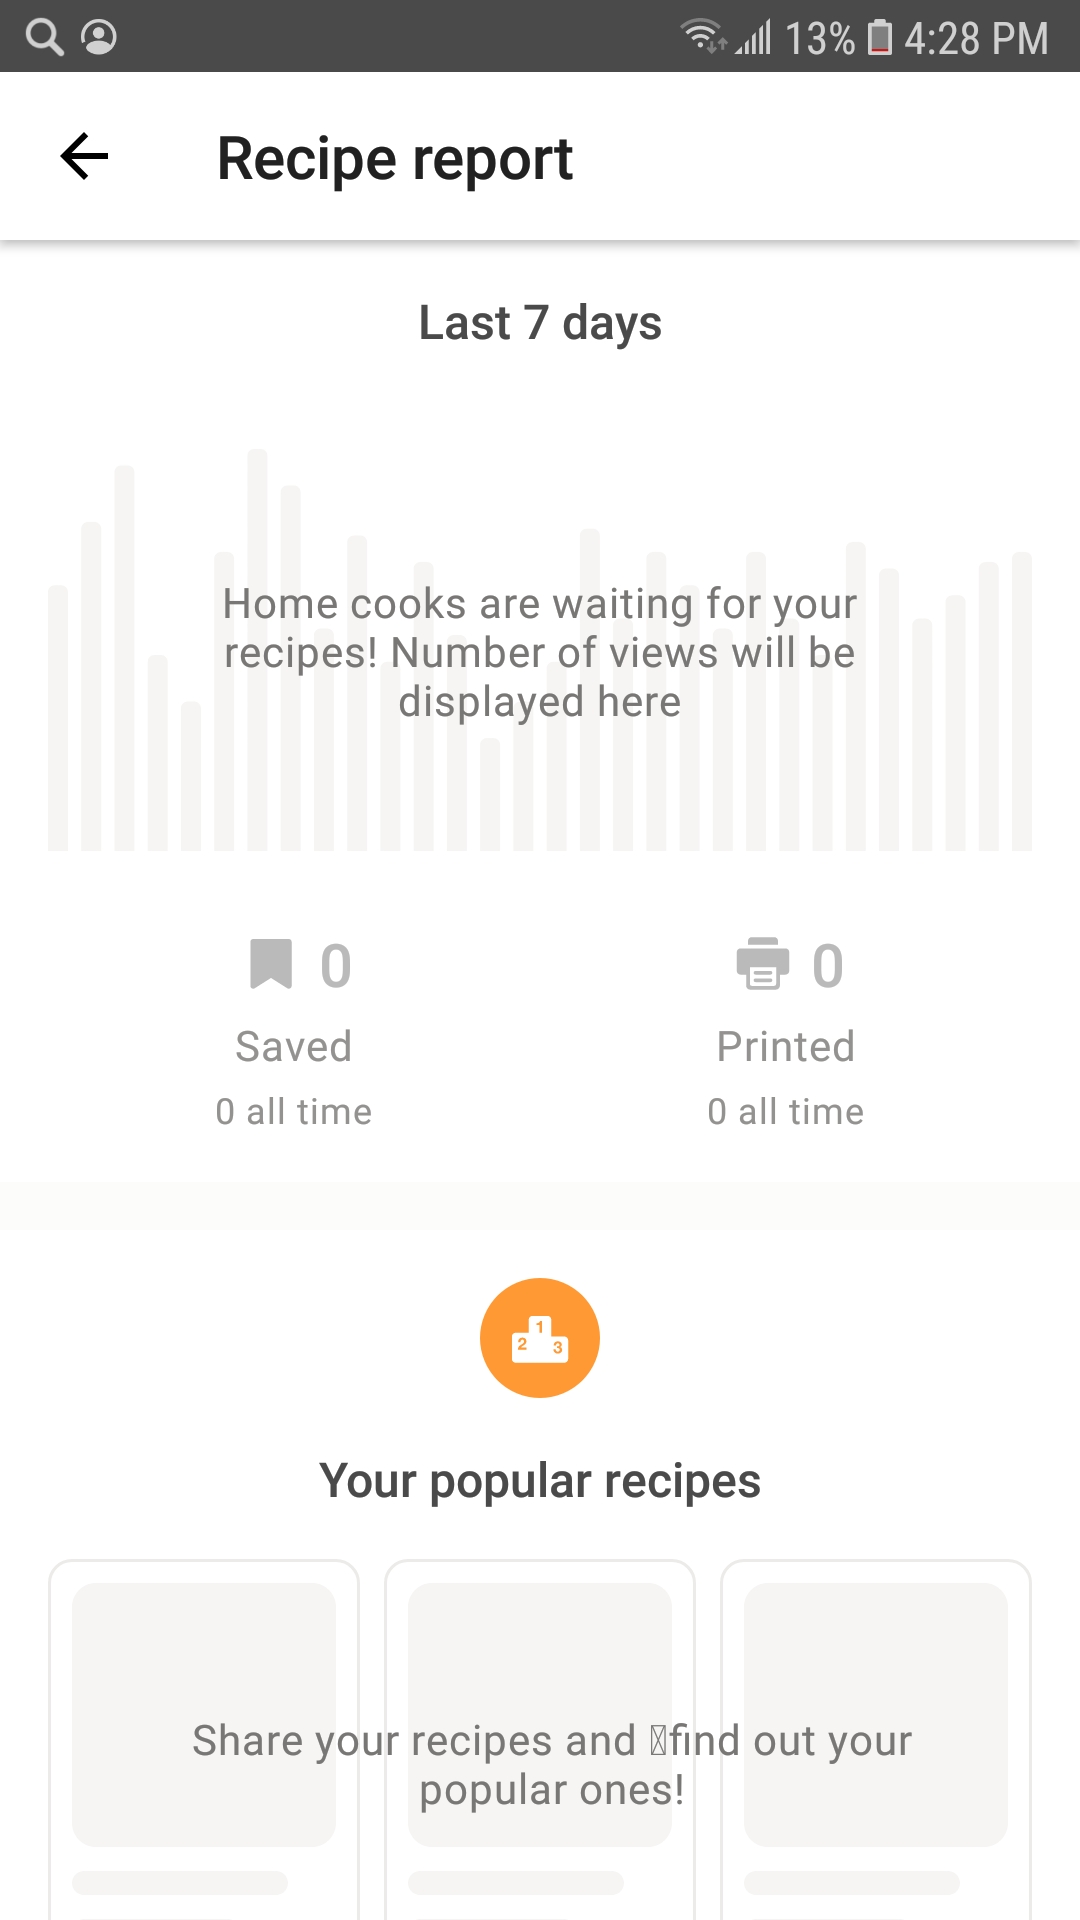 13% 4:28 PM
Recipe report
Last 7 days
Home cooks are waiting for your
recipes! Number of views will be
displayed here
0 0
Saved Printed
0 all time 0 all time
1
2 3
Your popular recipes
Share your recipes and find out your
popular ones!